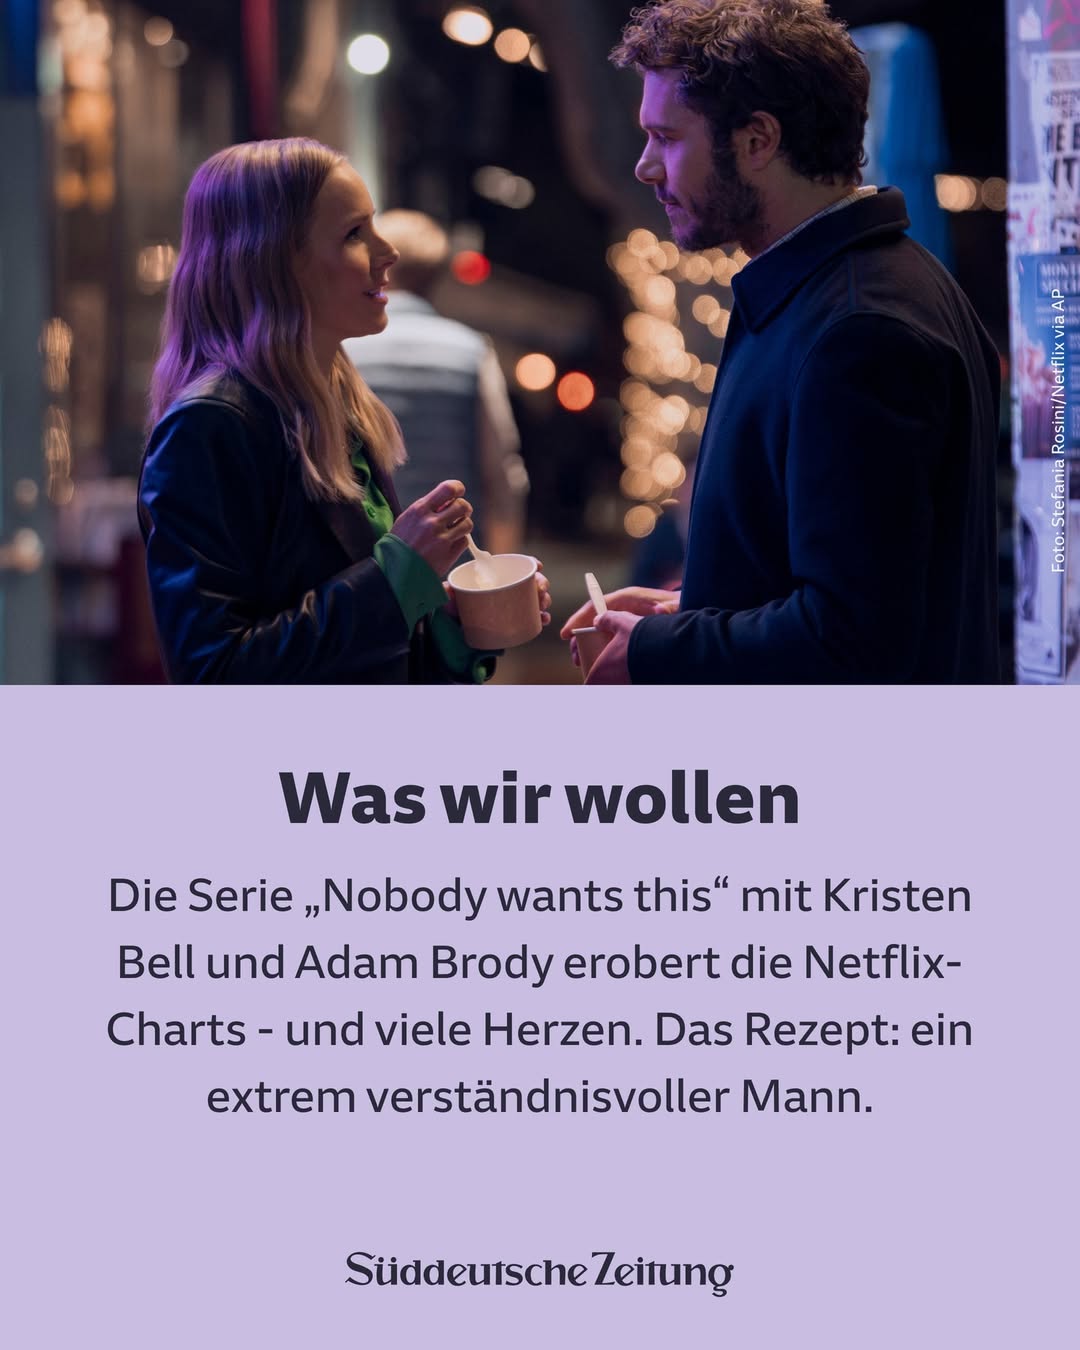 Foto: Stefania Rosini/Netflix via AP
Was wir wollen
Die Serie „Nobody wants this“ mit Kristen
Bell und Adam Brody erobert die Netflix-
Charts - und viele Herzen. Das Rezept: ein
extrem verständnisvoller Mann.
Süddeutsche Zeitung